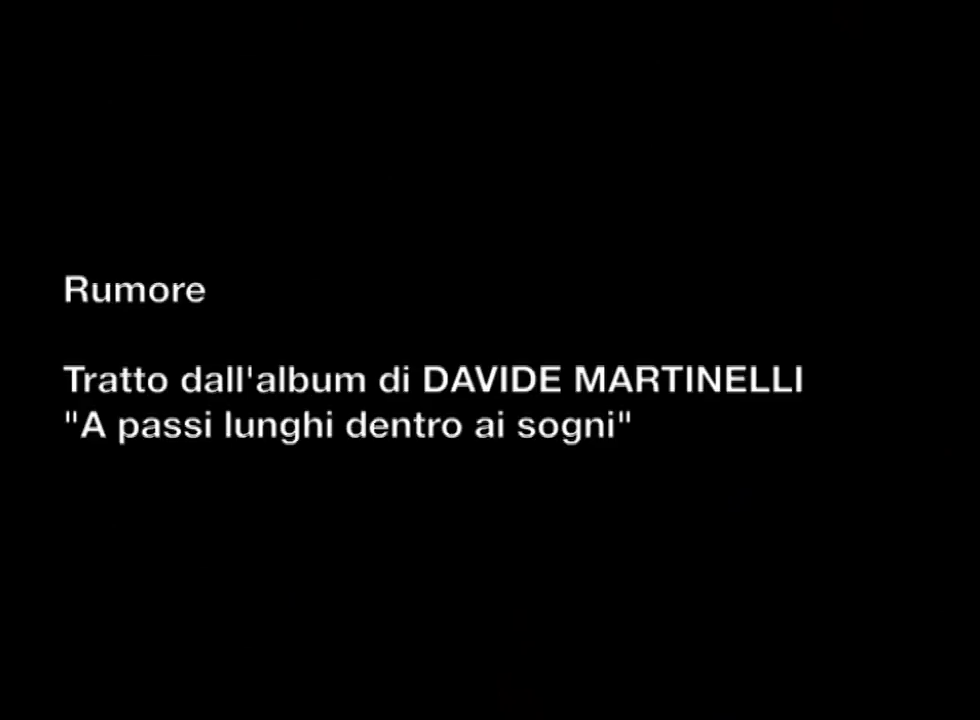 Rumore
Tratto dall'album di DAVIDE MARTINELLI
"A passi lunghi dentro ai sogni"